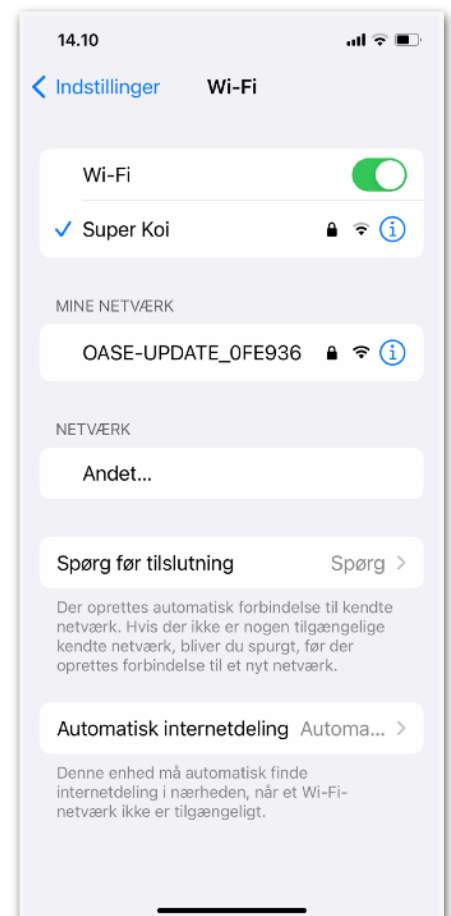 14.10
Indstillinger
Wi-Fi
Wi-Fi
Super Koi
MINE NETVÆRK
OASE-UPDATE_0FE936
NETVÆRK
Andet...
Spørg før tilslutning Spørg
Der oprettes automatisk forbindelse til kendte
netværk. Hvis der ikke er nogen tilgængelige
kendte netværk, bliver du spurgt, før der
oprettes forbindelse til et nyt netværk.
Automatisk internetdeling Automa...
Denne enhed må automatisk finde
internetdeling i nærheden, når et Wi-Fi-
netværk ikke er tilgængeligt.